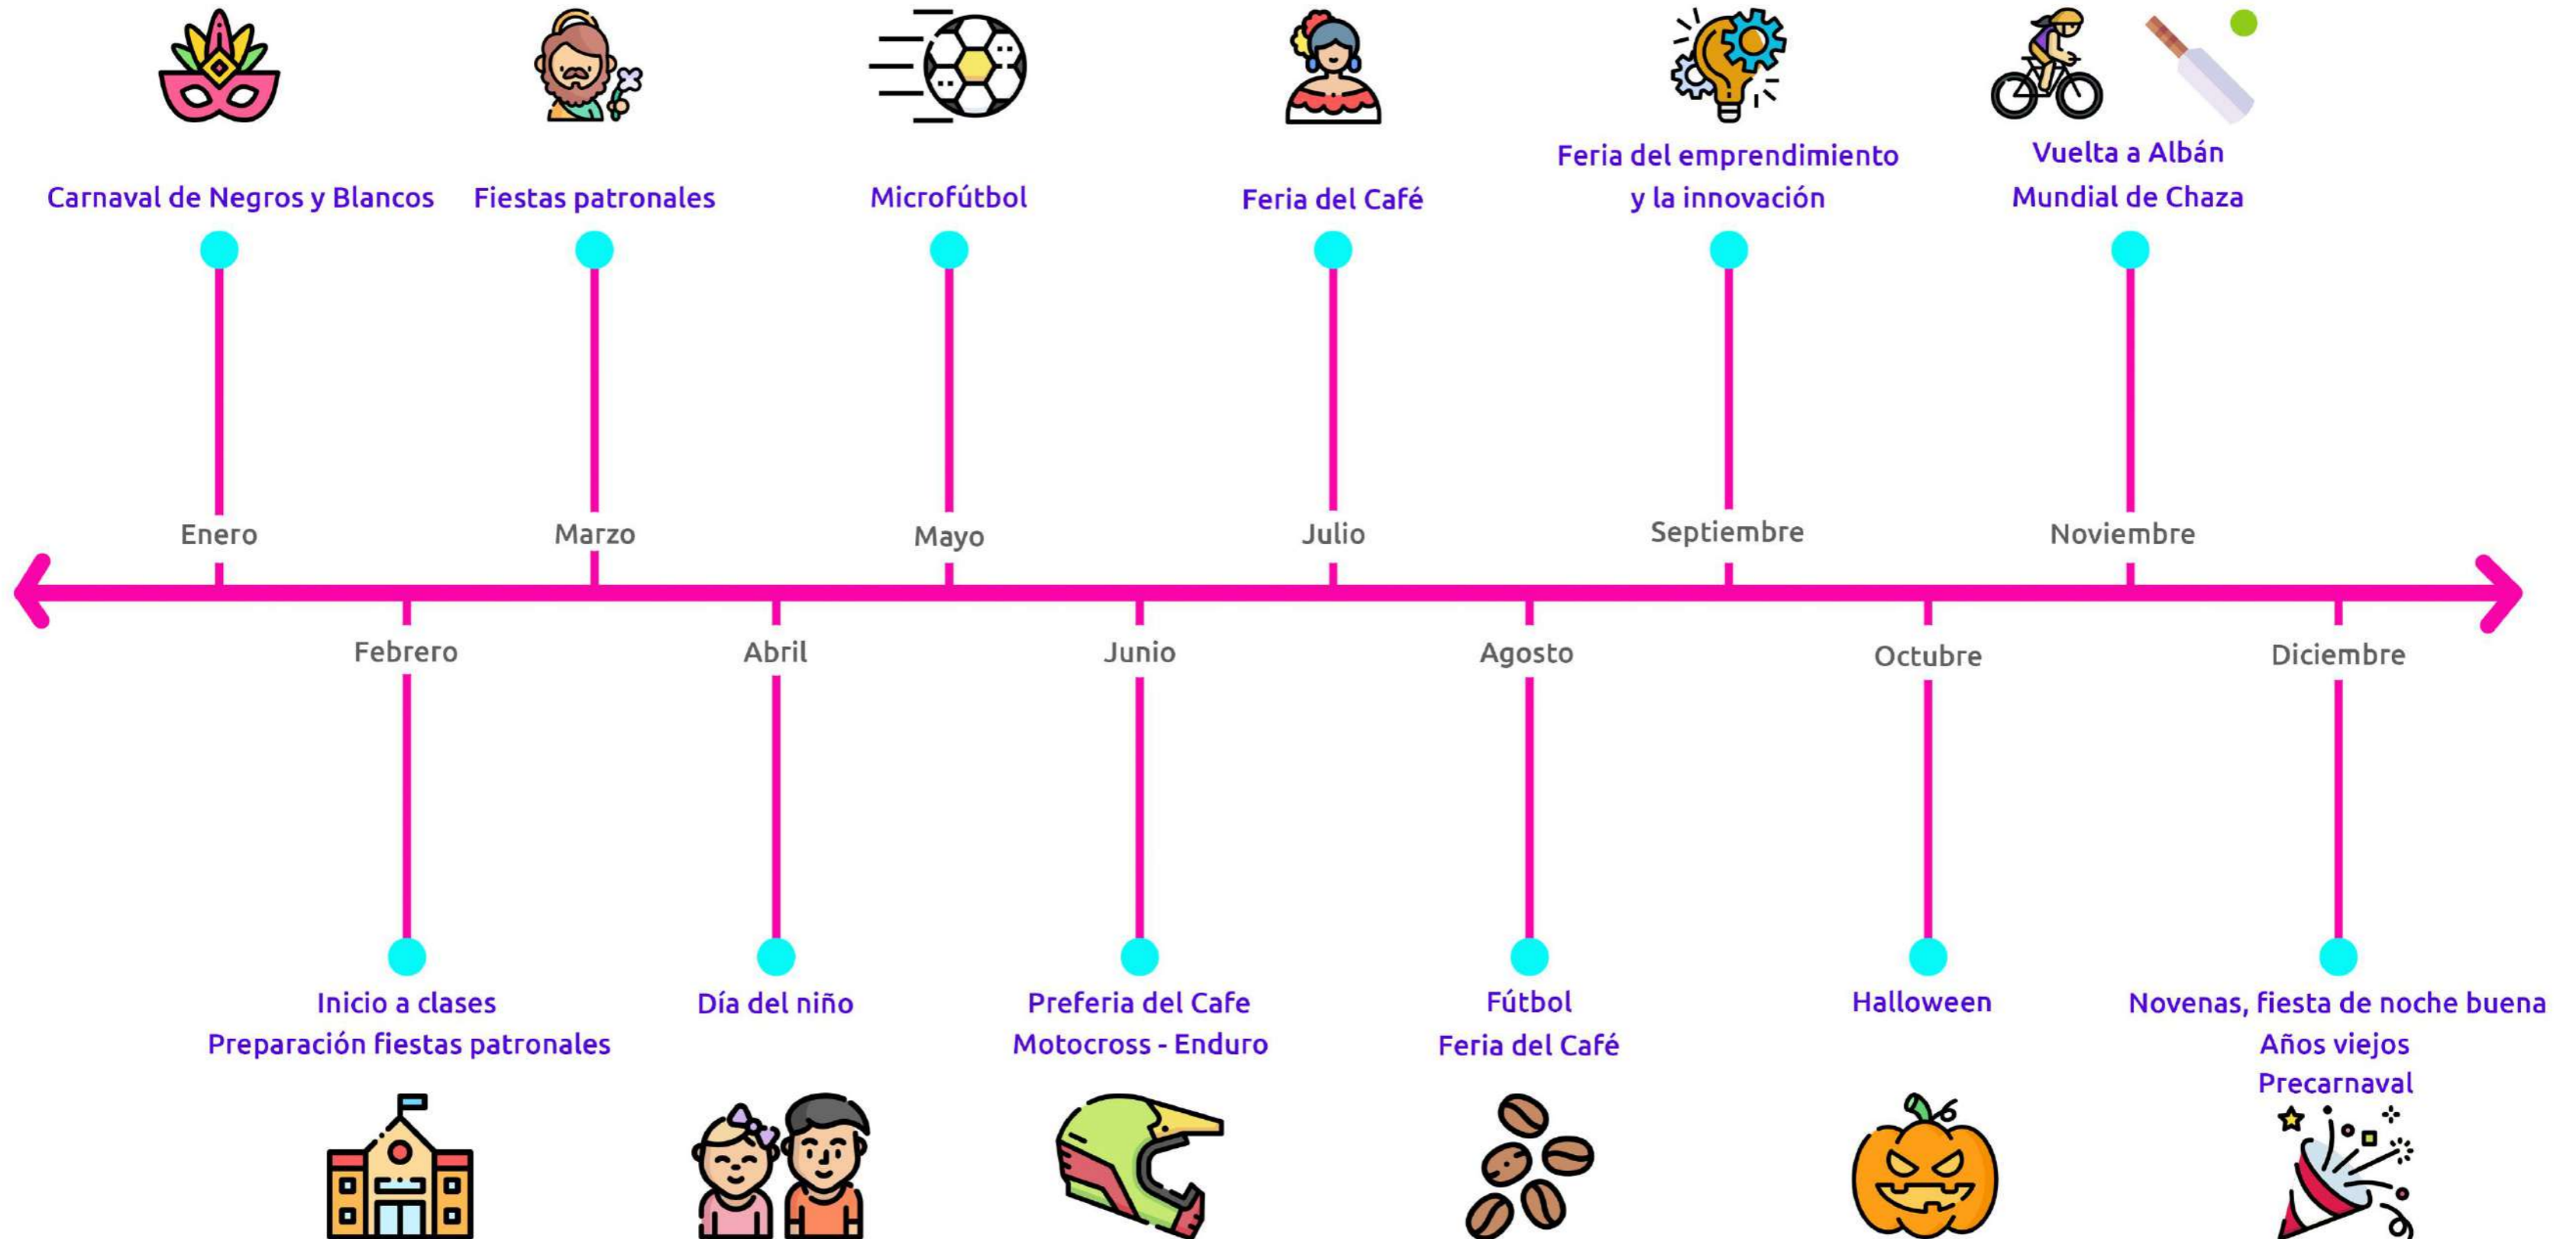 Carnaval de Negros y Blancos
Fiestas patronales
Microfútbol
Feria del Café
Feria del emprendimiento
y la innovación
Vuelta a Albán
Mundial de Chaza
Enero
Marzo
Mayo
Julio
Septiembre
Noviembre
Febrero
Abril
Junio
Agosto
Octubre
Diciembre
Inicio a clases
Preparación fiestas patronales
Día del niño
Preferia del Cafe
Motocross - Enduro
Fútbol
Feria del Café
Halloween
Novenas, fiesta de noche buena
Años viejos
Precarnaval